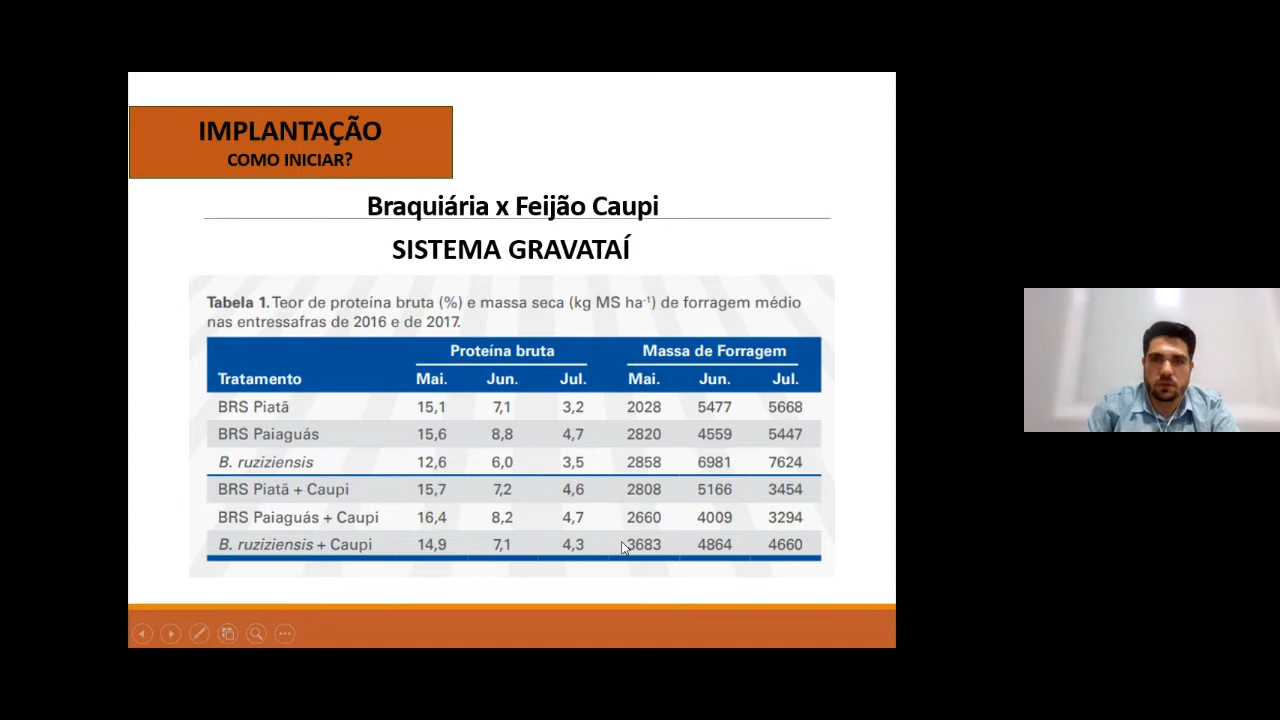 IMPLANTAÇÃO
COMO INICIAR?
Braquiária x Feijão Caupi
SISTEMA GRAVATAÍ
Tabela 1. Teor de proteína bruta (%) e massa seca (kg MS ha⁻¹) de forragem médio
nas entressafras de 2016 e de 2017.
Proteína bruta Massa de Forragem
Tratamento Mai. Jun. Jul. Mai. Jun. Jul.
BRS Piatã 15,1 7,1 3,2 2028 5477 5668
BRS Paiaguás 15,6 8,8 4,7 2820 4559 5447
B. ruziziensis 12,6 6,0 3,5 2858 6981 7624
BRS Piatã + Caupi 15,7 7,2 4,6 2808 5166 3454
BRS Paiaguás + Caupi 16,4 8,2 4,7 2660 4009 3294
B. ruziziensis + Caupi 14,9 7,1 4,3 3683 4864 4660